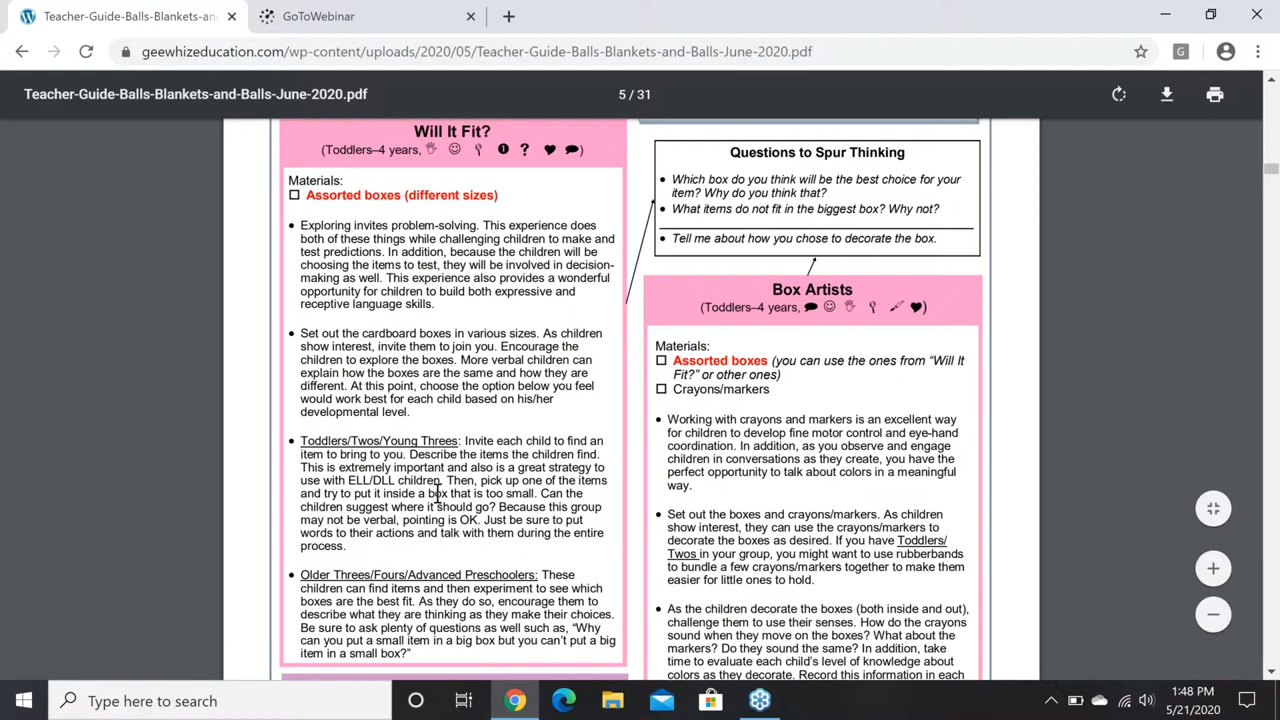 Teacher-Guide-Balls-Blankets-and-
GoToWebinar
geewhizeducation.com/wp-content/uploads/2020/05/Teacher-Guide-Balls-Blankets-and-Balls-June-2020.pdf
G
Teacher-Guide-Balls-Blankets-and-Balls-June-2020.pdf
5 / 31
Will It Fit?
(Toddlers–4 years,
Materials:
Assorted boxes (different sizes)
• Exploring invites problem-solving. This experience does
both of these things while challenging children to make and
test predictions. In addition, because the children will be
choosing the items to test, they will be involved in decision-
making as well. This experience also provides a wonderful
opportunity for children to build both expressive and
receptive language skills.
• Set out the cardboard boxes in various sizes. As children
show interest, invite them to join you. Encourage the
children to explore the boxes. More verbal children can
explain how the boxes are the same and how they are
different. At this point, choose the option below you feel
would work best for each child based on his/her
developmental level.
• Toddlers/Twos/Young Threes: Invite each child to find an
item to bring to you. Describe the items the children find.
This is extremely important and also is a great strategy to
use with ELL/DLL children. Then, pick up one of the items
and try to put it inside a box that is too small. Can the
children suggest where it should go? Because this group
may not be verbal, pointing is OK. Just be sure to put
words to their actions and talk with them during the entire
process.
• Older Threes/Fours/Advanced Preschoolers: These
children can find items and then experiment to see which
boxes are the best fit. As they do so, encourage them to
describe what they are thinking as they make their choices.
Be sure to ask plenty of questions as well such as, “Why
can you put a small item in a big box but you can’t put a big
item in a small box?”
Questions to Spur Thinking
• Which box do you think will be the best choice for your
item? Why do you think that?
• What items do not fit in the biggest box? Why not?
• Tell me about how you chose to decorate the box.
Box Artists
(Toddlers–4 years, )
Materials:
Assorted boxes (you can use the ones from “Will It
Fit?” or other ones)
Crayons/markers
• Working with crayons and markers is an excellent way
for children to develop fine motor control and eye-hand
coordination. In addition, as you observe and engage
children in conversations as they create, you have the
perfect opportunity to talk about colors in a meaningful
way.
• Set out the boxes and crayons/markers. As children
show interest, they can use the crayons/markers to
decorate the boxes as desired. If you have Toddlers/
Twos in your group, you might want to use rubberbands
to bundle a few crayons/markers together to make them
easier for little ones to hold.
• As the children decorate the boxes (both inside and out),
challenge them to use their senses. How do the crayons
sound when they move on the boxes? What about the
markers? Do they sound the same? In addition, take
time to evaluate each child’s level of knowledge about
colors as they decorate. Record this information in each
Type here to search
1:48 PM
5/21/2020